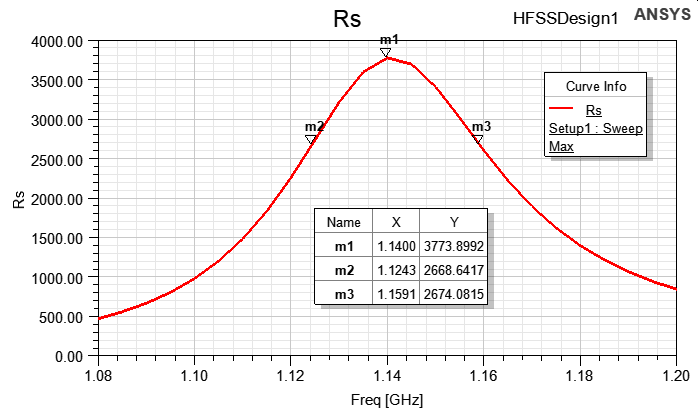 Rs
HFSSDesign1
ANSYS
4000.00
3500.00
3000.00
2500.00
2000.00
1500.00
1000.00
500.00
0.00
Rs
m1
m2
m3
Curve Info
Rs
Setup1 : Sweep
Max
Name X Y
m1 1.1400 3773.8992
m2 1.1243 2668.6417
m3 1.1591 2674.0815
1.08 1.10 1.12 1.14 1.16 1.18 1.20
Freq [GHz]